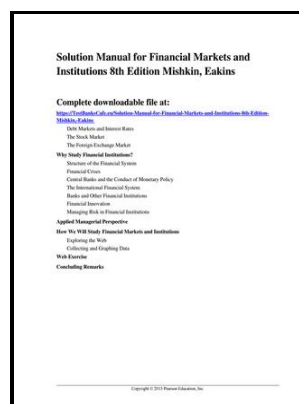 Solution Manual for Financial Markets and
Institutions 8th Edition Mishkin, Eakins
Complete downloadable file at:
https://TestBanksCafe.eu/Solution-Manual-for-Financial-Markets-and-Institutions-8th-Edition-
Mishkin,-Eakins
Debt Markets and Interest Rates
The Stock Market
The Foreign Exchange Market
Why Study Financial Institutions?
Structure of the Financial System
Financial Crises
Central Banks and the Conduct of Monetary Policy
The International Financial System
Banks and Other Financial Institutions
Financial Innovation
Managing Risk in Financial Institutions
Applied Managerial Perspective
How We Will Study Financial Markets and Institutions
Exploring the Web
Collecting and Graphing Data
Web Exercise
Concluding Remarks
Copyright © 2015 Pearson Education, Inc.